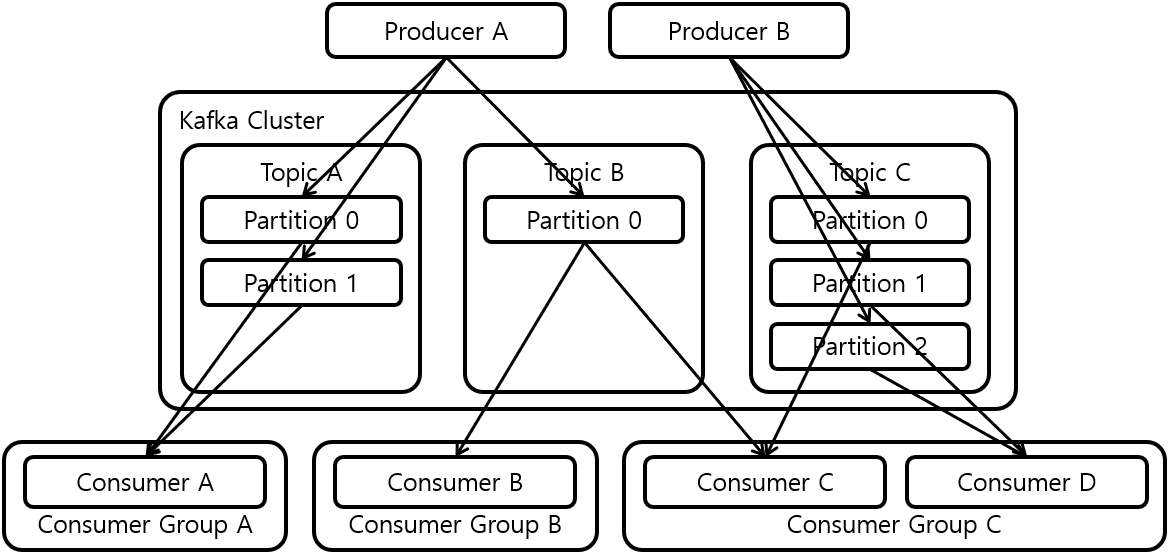 Producer A
Producer B
Kafka Cluster
Topic A
Partition 0
Partition 1
Topic B
Partition 0
Topic C
Partition 0
Partition 1
Partition 2
Consumer A
Consumer Group A
Consumer B
Consumer Group B
Consumer C
Consumer D
Consumer Group C